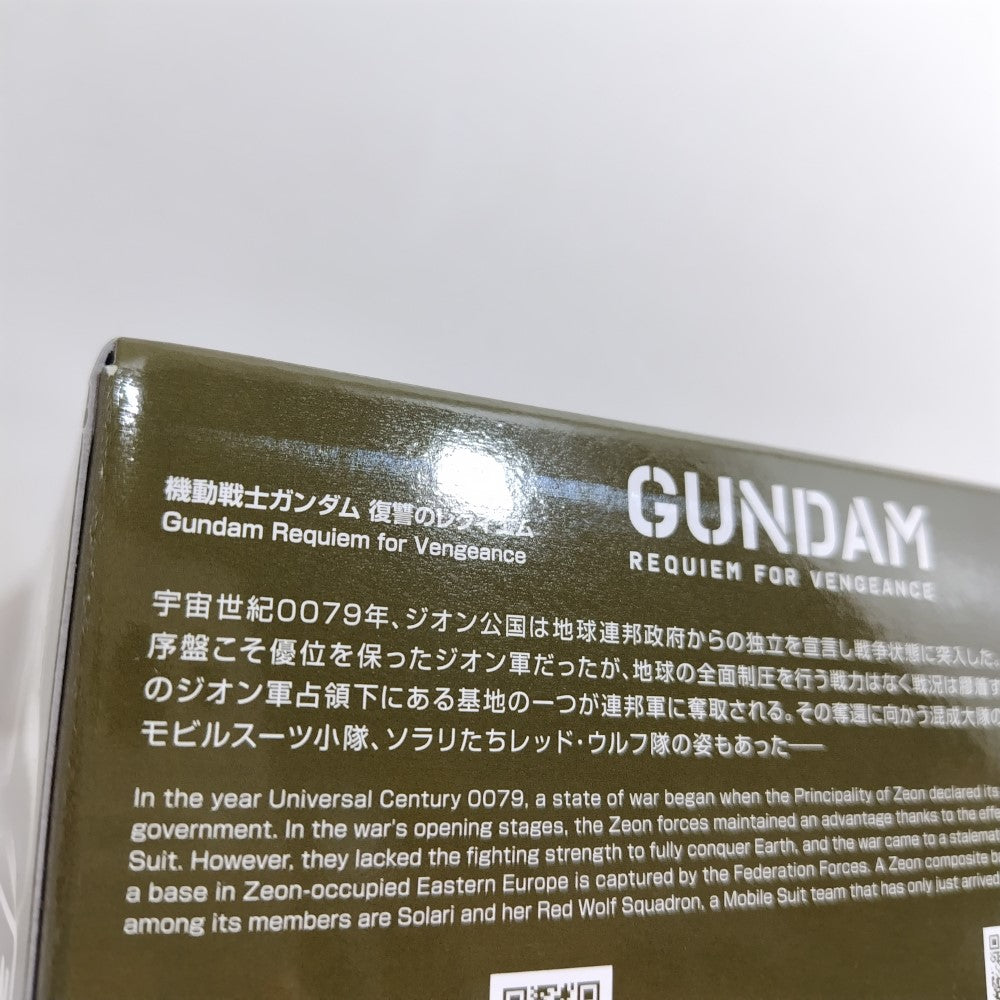 機動戦士ガンダム 復讐のレクイエム
Gundam Requiem for Vengeance
GUNDAM
REQUIEM FOR VENGEANCE
宇宙世紀0079年、ジオン公国は地球連邦政府からの独立を宣言し戦争状態に突入した。
序盤こそ優位を保ったジオン軍だったが、地球の全面制圧を行う戦力はなく戦況は膠着す
のジオン軍占領下にある基地の一つが連邦軍に奪取される。その奪還に向かう混成大隊の
モビルスーツ小隊、ソラリたちレッド・ウルフ隊の姿もあった──
In the year Universal Century 0079, a state of war began when the Principality of Zeon declared its
government. In the war's opening stages, the Zeon forces maintained an advantage thanks to the
Suit. However, they lacked the fighting strength to fully conquer Earth, and the war came to a
a base in Zeon-occupied Eastern Europe is captured by the Federation Forces. A Zeon composite
among its members are Solari and her Red Wolf Squadron, a Mobile Suit team that has only just arrived